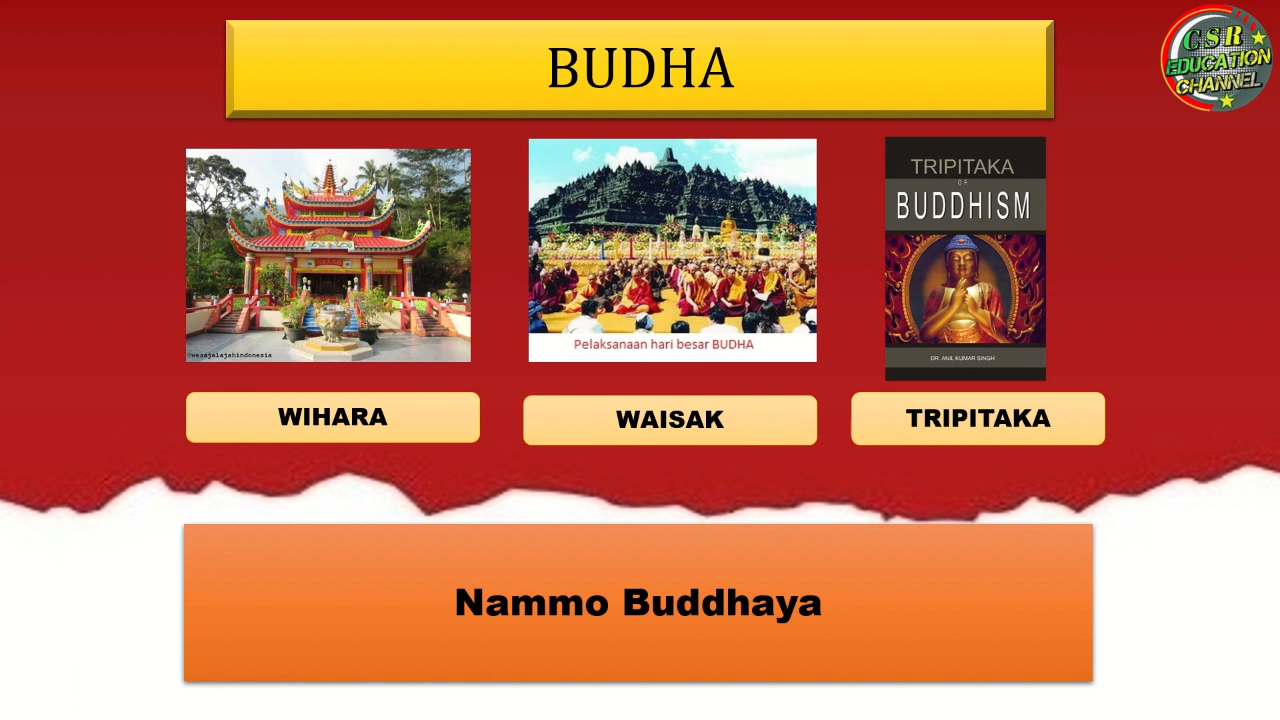 BUDHA
CSR
EDUCATION
CHANNEL
©wesajelajahindonesia
Pelaksanaan hari besar BUDHA
TRIPITAKA
OF
BUDDHISM
DR. ANIL KUMAR SINGH
WIHARA
WAISAK
TRIPITAKA
Nammo Buddhaya